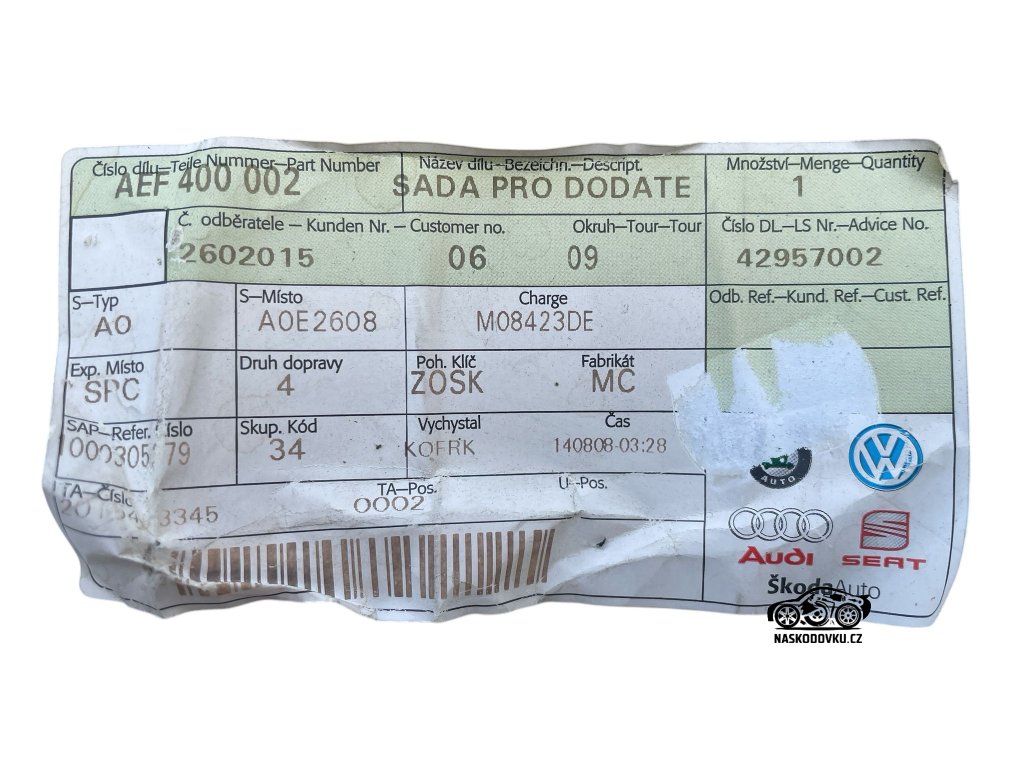 Číslo dílu–Teile Nummer–Part Number
AEF 400 002
Název dílu–Bezeichn.–Descript.
SADA PRO DODATE
Množství–Menge–Quantity
1
Č. odběratele – Kunden Nr. – Customer no.
Okruh–Tour–Tour
2602015 06 09
Číslo DL.–LS Nr.–Advice No.
42957002
S–Typ
AO
S–Místo
AOE2608
Charge
M08423DE
Odb. Ref.–Kund. Ref.–Cust. Ref.
Exp. Místo
SPC
Druh dopravy
4
Poh. Klíč
ZOSK
Fabrikát
MC
SAP–Refer.
Skup. Kód
34
Vychystal
Čas
140808-03:28
TA–Pos.
0002
U–Pos.
AUTO
Audi
SEAT
ŠkodaAuto
NASKODOVKU.CZ